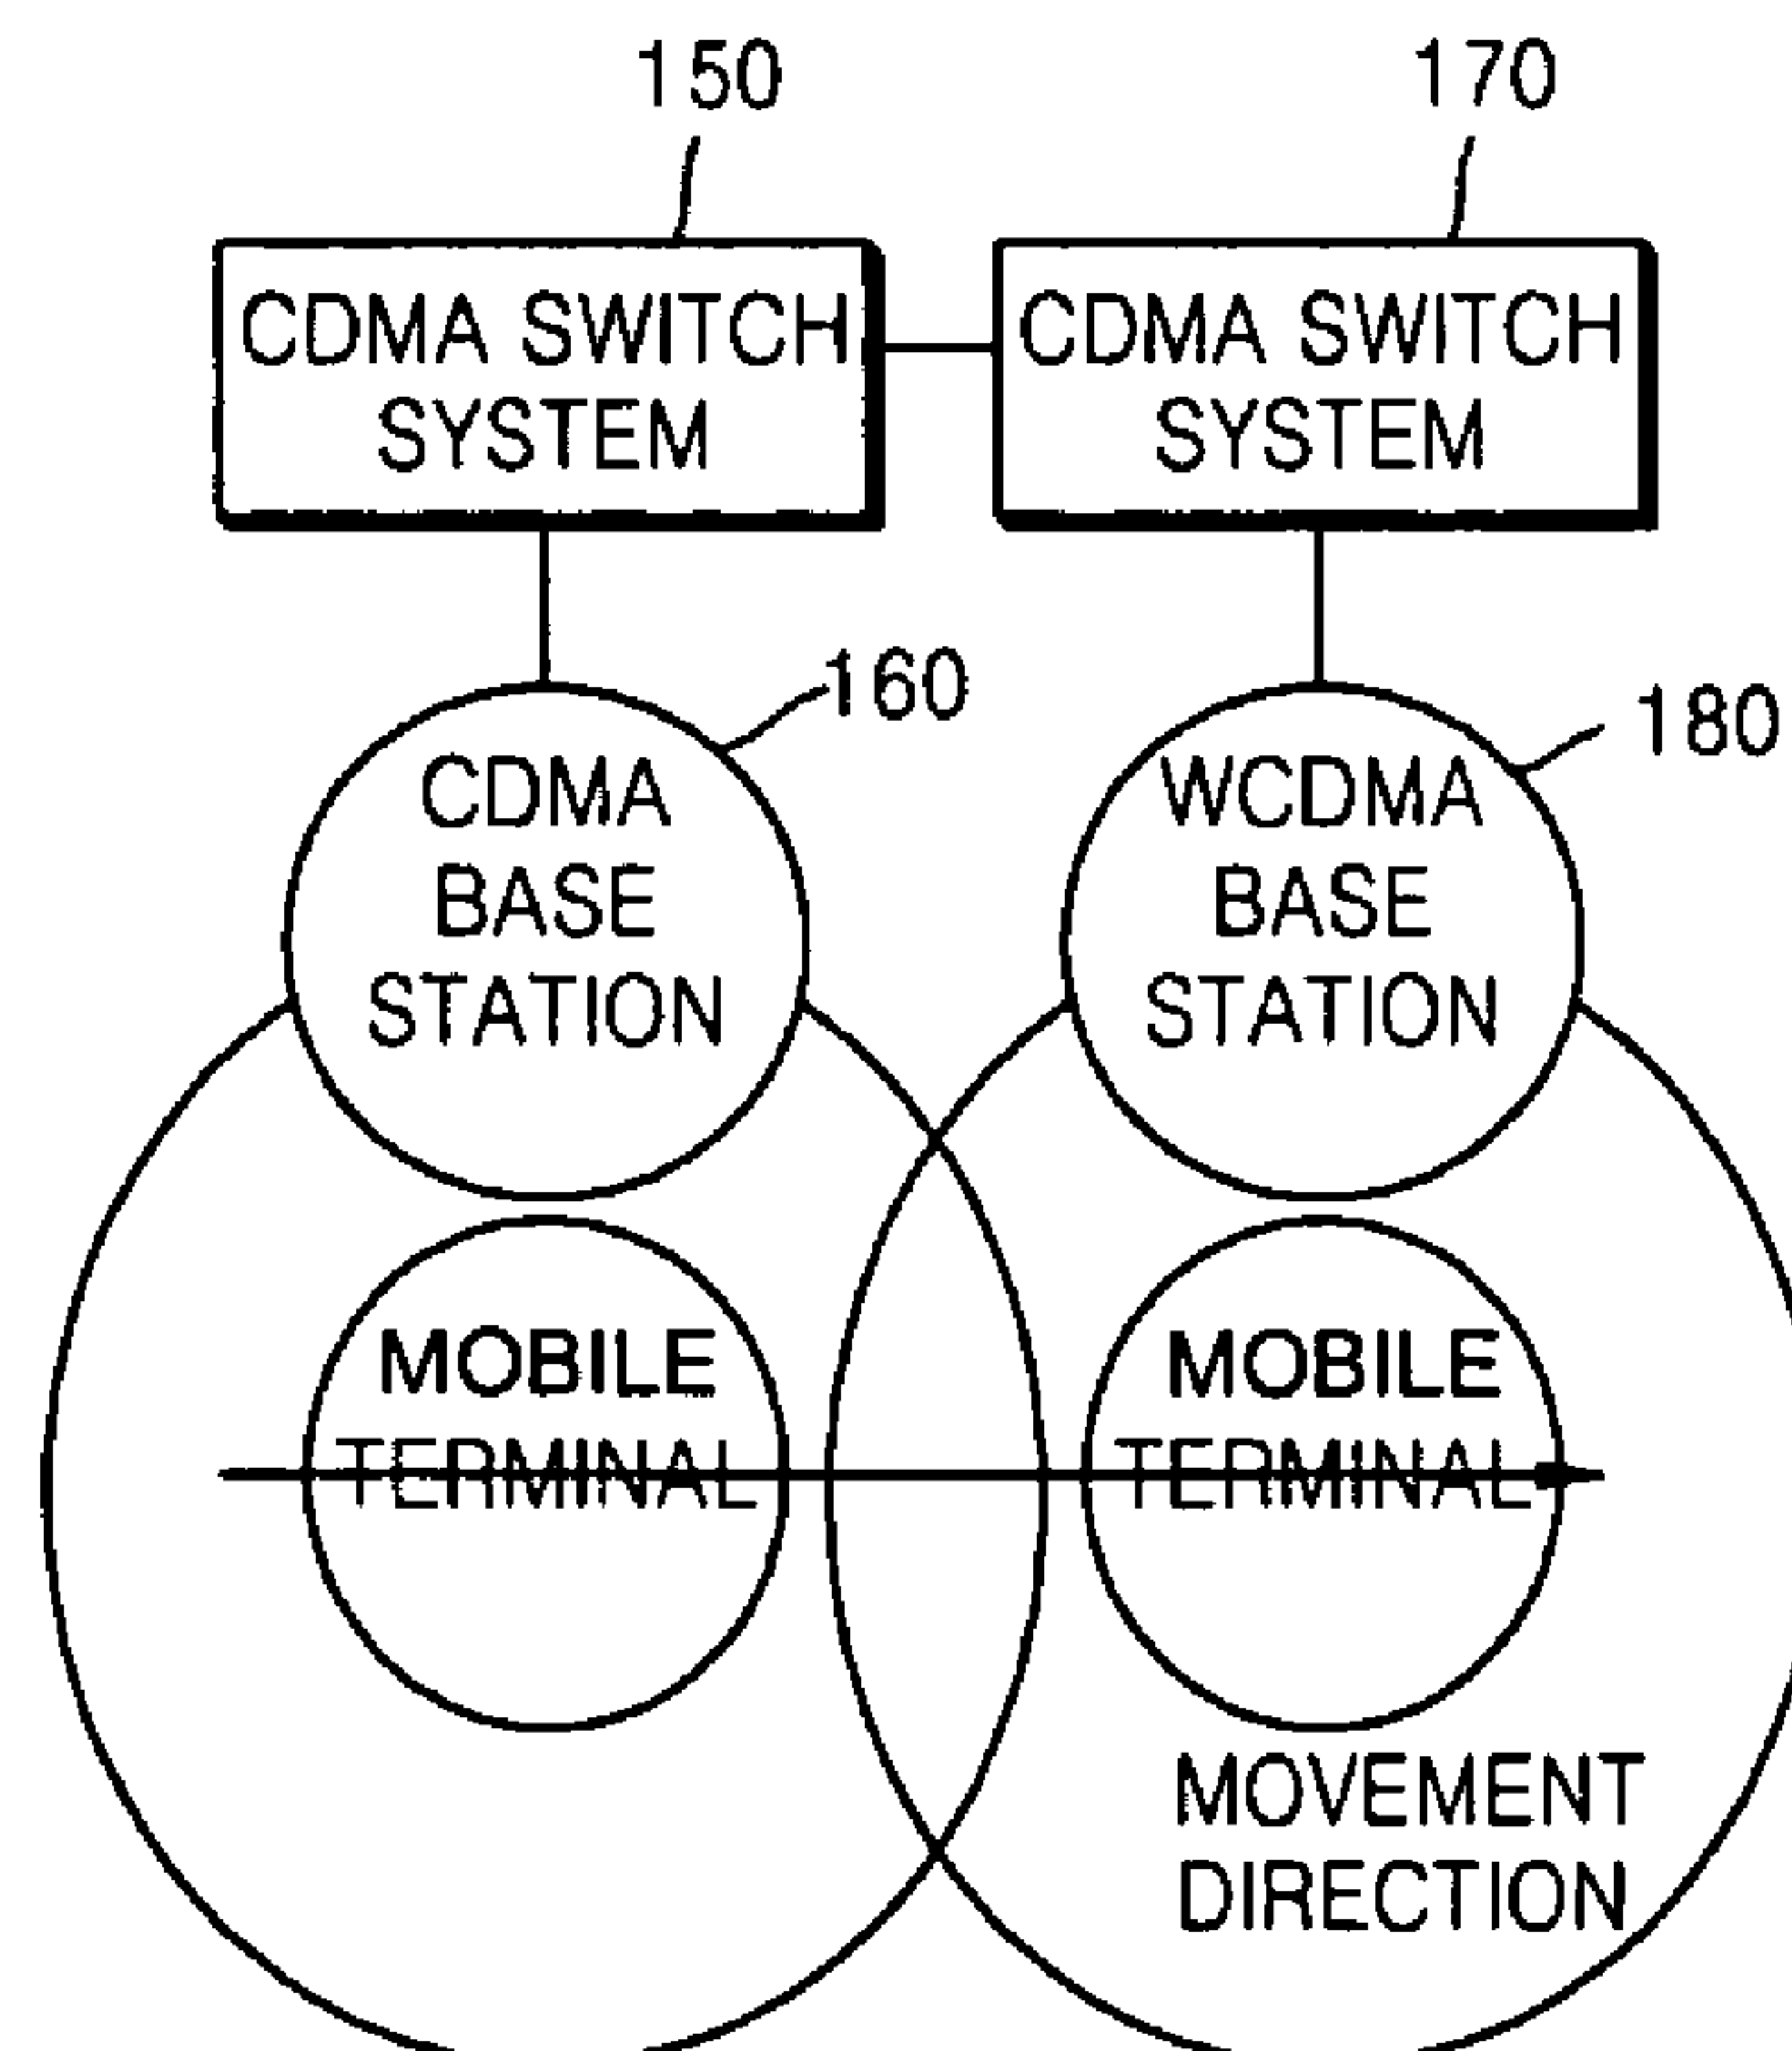 150
170
CDMA SWITCH
SYSTEM
CDMA SWITCH
SYSTEM
160
180
CDMA
BASE
STATION
WCDMA
BASE
STATION
MOBILE
TERMINAL
MOBILE
TERMINAL
MOVEMENT
DIRECTION